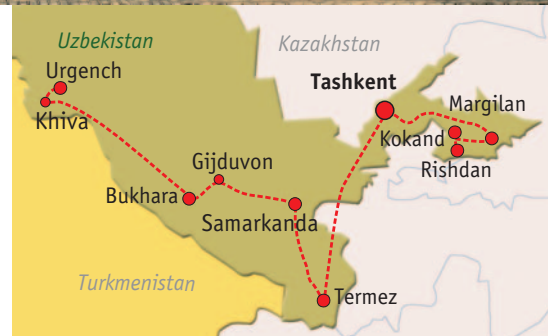 Uzbekistan
Kazakhstan
Urgench
Tashkent
Margilan
Khiva
Kokand
Gijduvon
Rishdan
Bukhara
Samarkanda
Turkmenistan
Termez